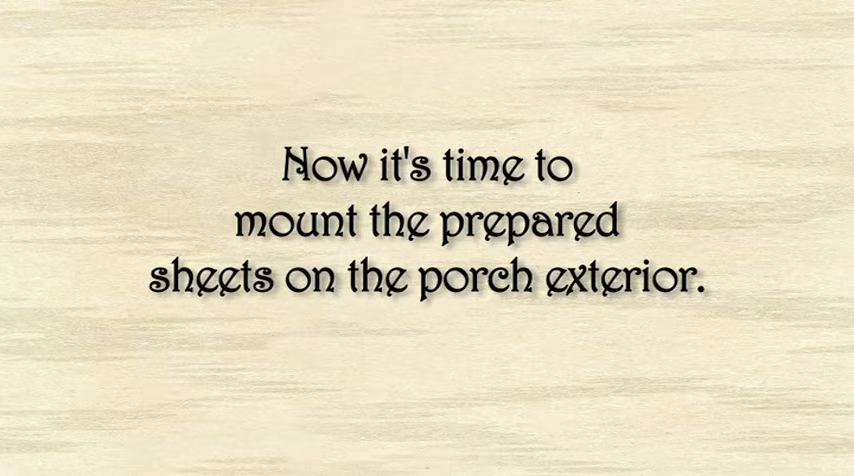 Now it's time to
mount the prepared
sheets on the porch exterior.